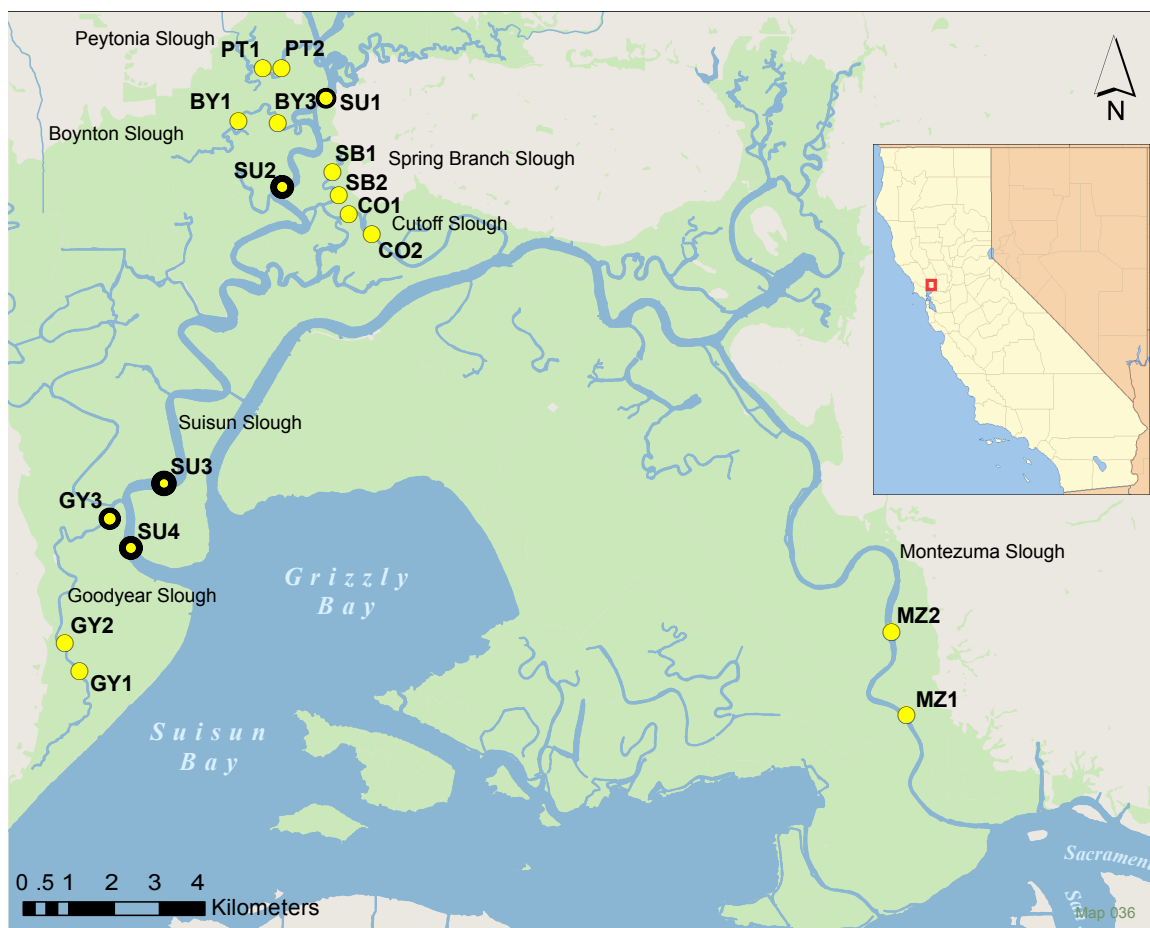 Peytonia Slough
PT1
PT2
BY1
BY3
SU1
Boynton Slough
SB1
Spring Branch Slough
SU2
SB2
CO1
Cutoff Slough
CO2
N
Suisun Slough
SU3
GY3
SU4
Montezuma Slough
Grizzly
Bay
Goodyear Slough
GY2
MZ2
GY1
MZ1
Suisun
Bay
0 .5 1 2 3 4
Kilometers
Sacramen
Map 036